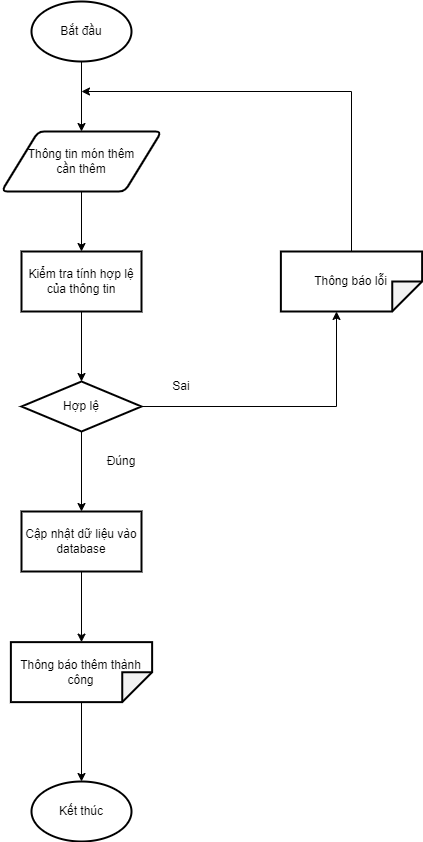 Bắt đầu
Thông tin món thêm
cần thêm
Kiểm tra tính hợp lệ
của thông tin
Thông báo lỗi
Sai
Hợp lệ
Đúng
Cập nhật dữ liệu vào
database
Thông báo thêm thành
công
Kết thúc